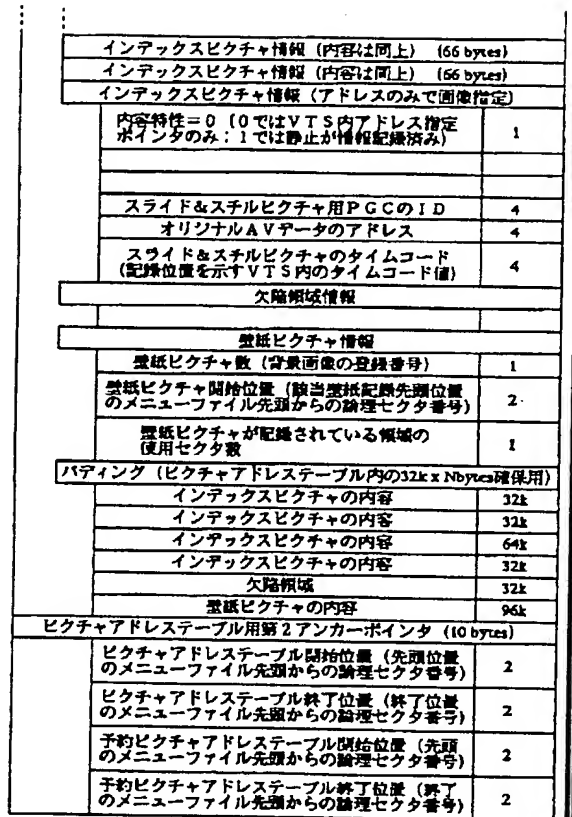 インデックスピクチャ情報（内容は同上）（66 bytes）
インデックスピクチャ情報（内容は同上）（66 bytes）
インデックスピクチャ情報（アドレスのみで画像指定）
内容特性＝0（0ではVTS内アドレス指定
ポインタのみ；1では静止が情報記録済み）
1
スライド&スチルピクチャ用PGCのID
4
オリジナルAVデータのアドレス
4
スライド&スチルピクチャのタイムコード
（記録位置を示すVTS内のタイムコード値）
4
欠陥領域情報
壁紙ピクチャ情報
壁紙ピクチャ数（背景画像の登録番号）
1
壁紙ピクチャ開始位置（該当壁紙記録先頭位置
のメニューファイル先頭からの論理セクタ番号）
2
壁紙ピクチャが記録されている領域の
使用セクタ数
1
パディング（ピクチャアドレステーブル内の32k x Nbytes確保用）
インデックスピクチャの内容
32k
インデックスピクチャの内容
32k
インデックスピクチャの内容
64k
インデックスピクチャの内容
32k
欠陥領域
32k
壁紙ピクチャの内容
96k
ピクチャアドレステーブル用第2アンカーポインタ（10 bytes）
ピクチャアドレステーブル開始位置（先頭位置
のメニューファイル先頭からの論理セクタ番号）
2
ピクチャアドレステーブル終了位置（終了位置
のメニューファイル先頭からの論理セクタ番号）
2
予約ピクチャアドレステーブル開始位置（先頭
のメニューファイル先頭からの論理セクタ番号）
2
予約ピクチャアドレステーブル終了位置（終了
のメニューファイル先頭からの論理セクタ番号）
2